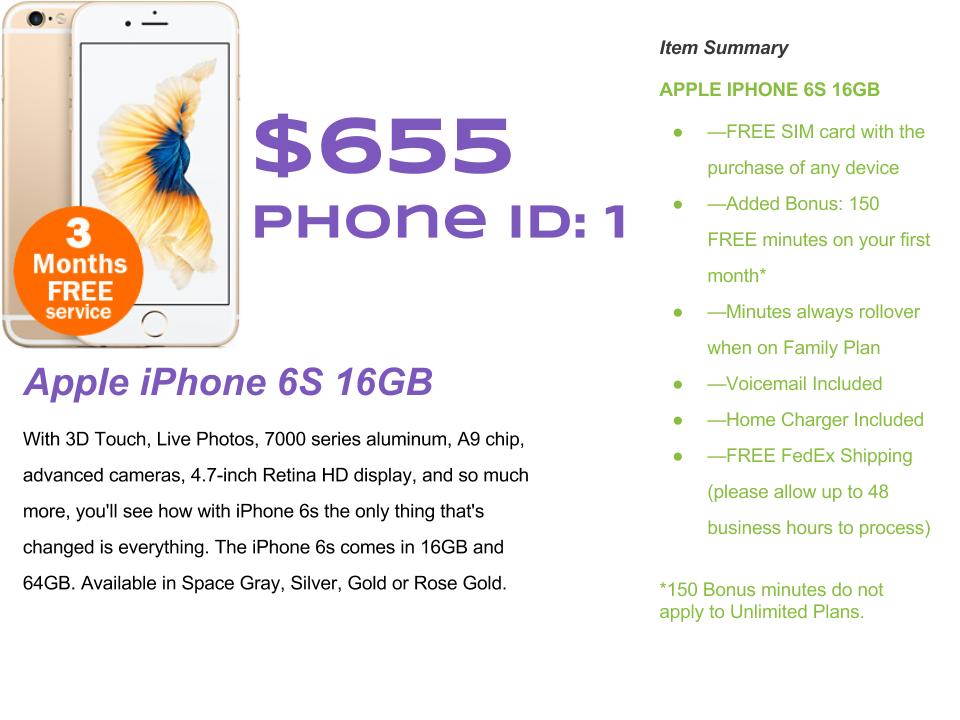 $655
PHONE ID: 1
3
Months
FREE
service
Apple iPhone 6S 16GB
With 3D Touch, Live Photos, 7000 series aluminum, A9 chip,
advanced cameras, 4.7-inch Retina HD display, and so much
more, you'll see how with iPhone 6s the only thing that's
changed is everything. The iPhone 6s comes in 16GB and
64GB. Available in Space Gray, Silver, Gold or Rose Gold.
Item Summary
APPLE IPHONE 6S 16GB
● —FREE SIM card with the
purchase of any device
● —Added Bonus: 150
FREE minutes on your first
month*
● —Minutes always rollover
when on Family Plan
● —Voicemail Included
● —Home Charger Included
● —FREE FedEx Shipping
(please allow up to 48
business hours to process)
*150 Bonus minutes do not
apply to Unlimited Plans.